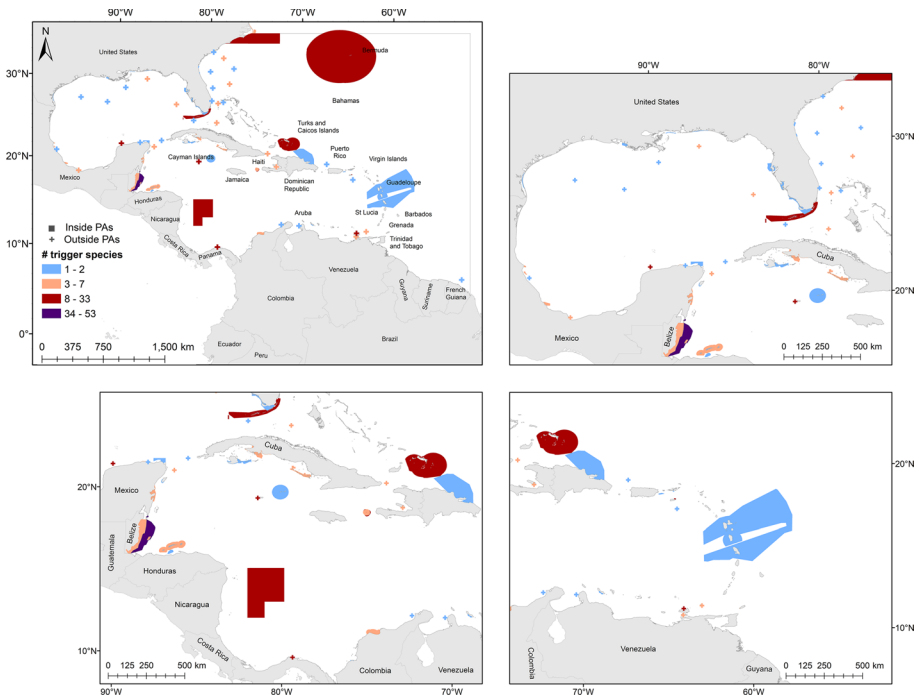 90°W 80°W 70°W 60°W
N
United States
Bermuda
30°N
Bahamas
Turks and
Caicos Islands
20°N
Cayman Islands
Haiti
Puerto
Rico
Virgin Islands
Mexico
Jamaica
Dominican
Republic
Guadeloupe
Honduras
Nicaragua
Aruba
St Lucia
Barbados
Grenada
Trinidad
and Tobago
Inside PAs
Outside PAs
Costa Rica
Panama
10°N
# trigger species
1 - 2
3 - 7
8 - 33
34 - 53
Venezuela
Guyana
Suriname
French
Guiana
Colombia
0°
Ecuador
Peru
Brazil
0 375 750 1,500 km
90°W 80°W
United States
30°N
Cuba
20°N
Mexico
Belize
0 125 250 500 km
Cuba
20°N
Mexico
Belize
Guatemala
Honduras
Nicaragua
Costa Rica
10°N
Colombia
Venezuela
0 125 250 500 km
90°W 80°W 70°W
20°N
10°N
Colombia
Venezuela
Guyana
0 125 250 500 km
70°W 60°W